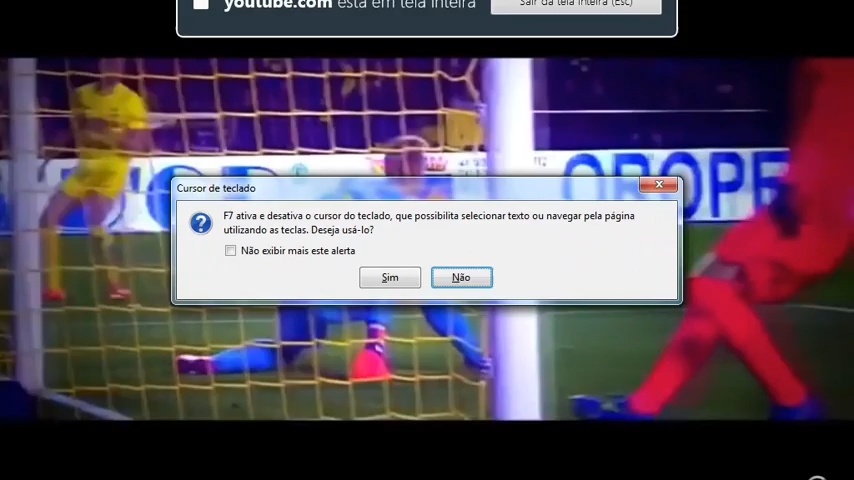 youtube.com está em tela inteira
Sair da tela inteira (Esc)
EUROPE
Cursor de teclado
F7 ativa e desativa o cursor do teclado, que possibilita selecionar texto ou navegar pela página
utilizando as teclas. Deseja usá-lo?
Não exibir mais este alerta
Sim
Não